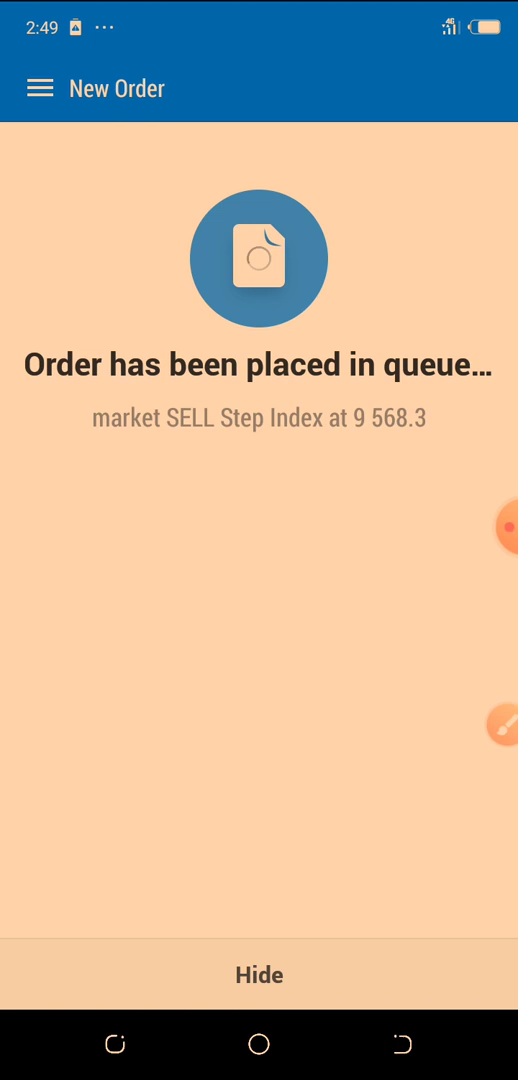 2:49
4G
New Order
Order has been placed in queue...
market SELL Step Index at 9 568.3
Hide